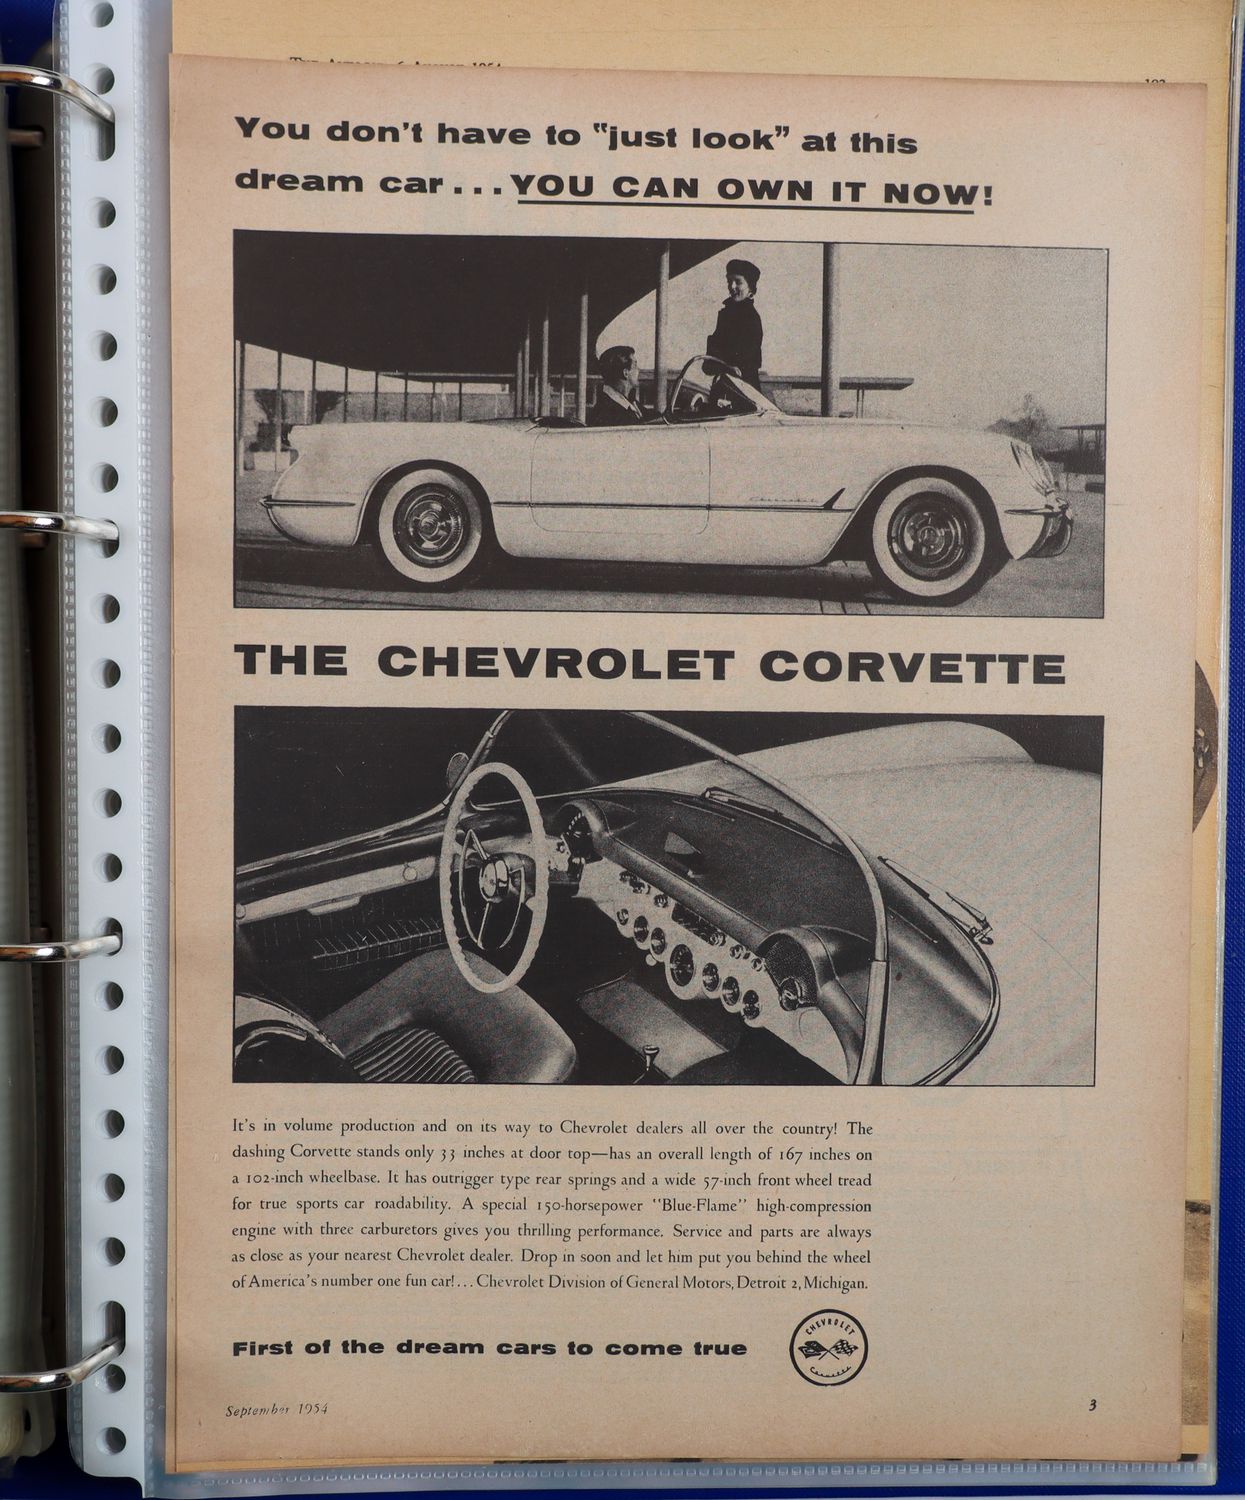 You don't have to "just look" at this
dream car...YOU CAN OWN IT NOW!
Chevrolet
THE CHEVROLET CORVETTE
It's in volume production and on its way to Chevrolet dealers all over the country! The
dashing Corvette stands only 33 inches at door top—has an overall length of 167 inches on
a 102-inch wheelbase. It has outrigger type rear springs and a wide 57-inch front wheel tread
for true sports car roadability. A special 150-horsepower "Blue-Flame" high-compression
engine with three carburetors gives you thrilling performance. Service and parts are always
as close as your nearest Chevrolet dealer. Drop in soon and let him put you behind the wheel
of America's number one fun car!...Chevrolet Division of General Motors, Detroit 2, Michigan.
First of the dream cars to come true
CHEVROLET
Corvette
September 1954
3